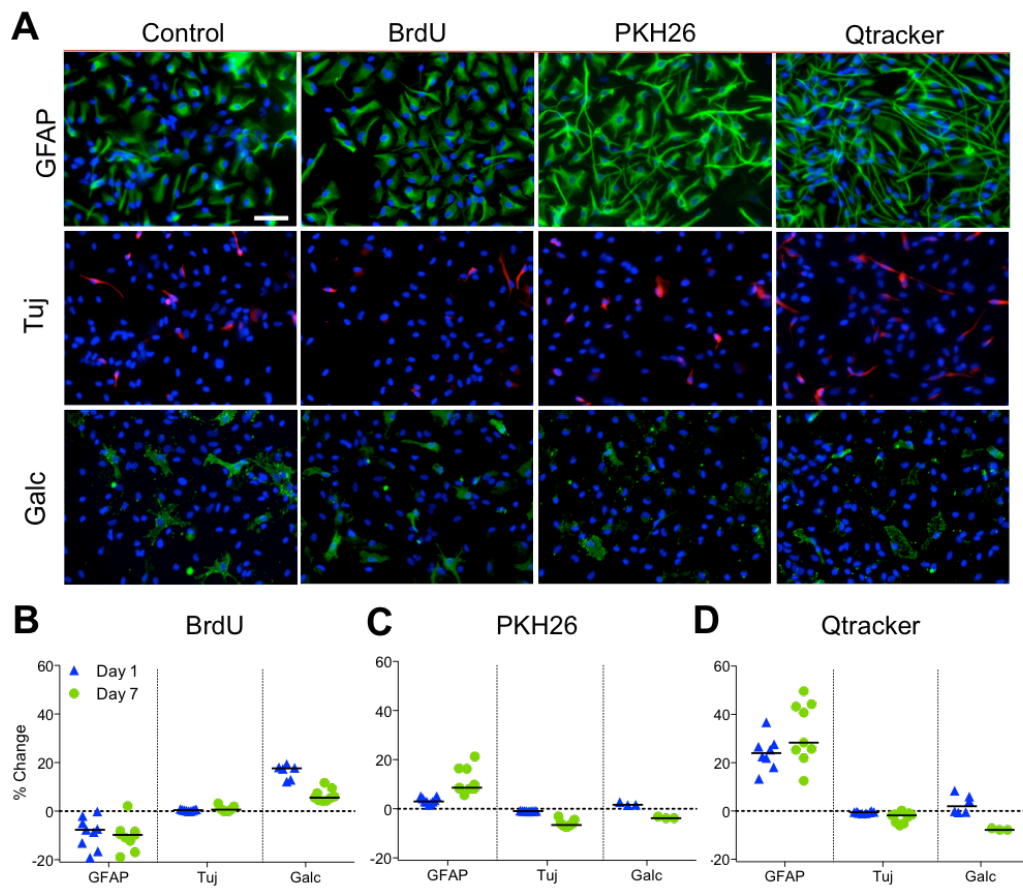 A
Control BrdU PKH26 Qtracker
GFAP
Tuj
Galc
B BrdU C PKH26 D Qtracker
60 60 60
Day 1
Day 7
40 40 40
20 20 20
0 0 0
-20 -20 -20
% Change
GFAP Tuj Galc GFAP Tuj Galc GFAP Tuj Galc